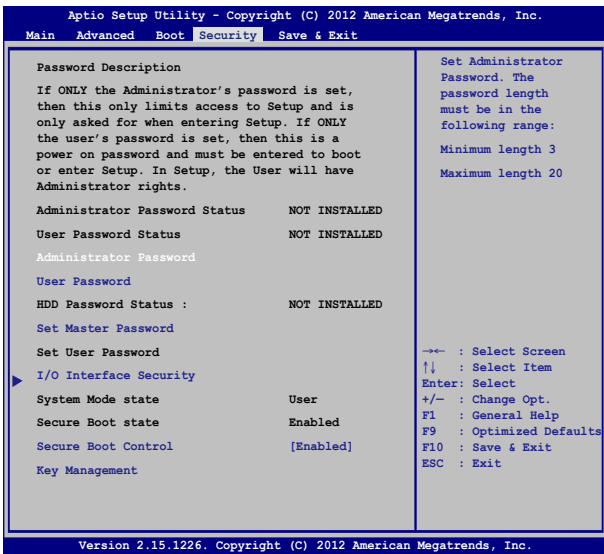 Aptio Setup Utility - Copyright (C) 2012 American Megatrends, Inc.
Main Advanced Boot Security Save & Exit
Password Description
If ONLY the Administrator's password is set,
then this only limits access to Setup and is
only asked for when entering Setup. If ONLY
the user's password is set, then this is a
power on password and must be entered to boot
or enter Setup. In Setup, the User will have
Administrator rights.
Administrator Password Status NOT INSTALLED
User Password Status NOT INSTALLED
Administrator Password
User Password
HDD Password Status : NOT INSTALLED
Set Master Password
Set User Password
I/O Interface Security
System Mode state User
Secure Boot state Enabled
Secure Boot Control [Enabled]
Key Management
Set Administrator
Password. The
password length
must be in the
following range:
Minimum length 3
Maximum length 20
→← : Select Screen
↑↓ : Select Item
Enter: Select
+/— : Change Opt.
F1 : General Help
F9 : Optimized Defaults
F10 : Save & Exit
ESC : Exit
Version 2.15.1226. Copyright (C) 2012 American Megatrends, Inc.